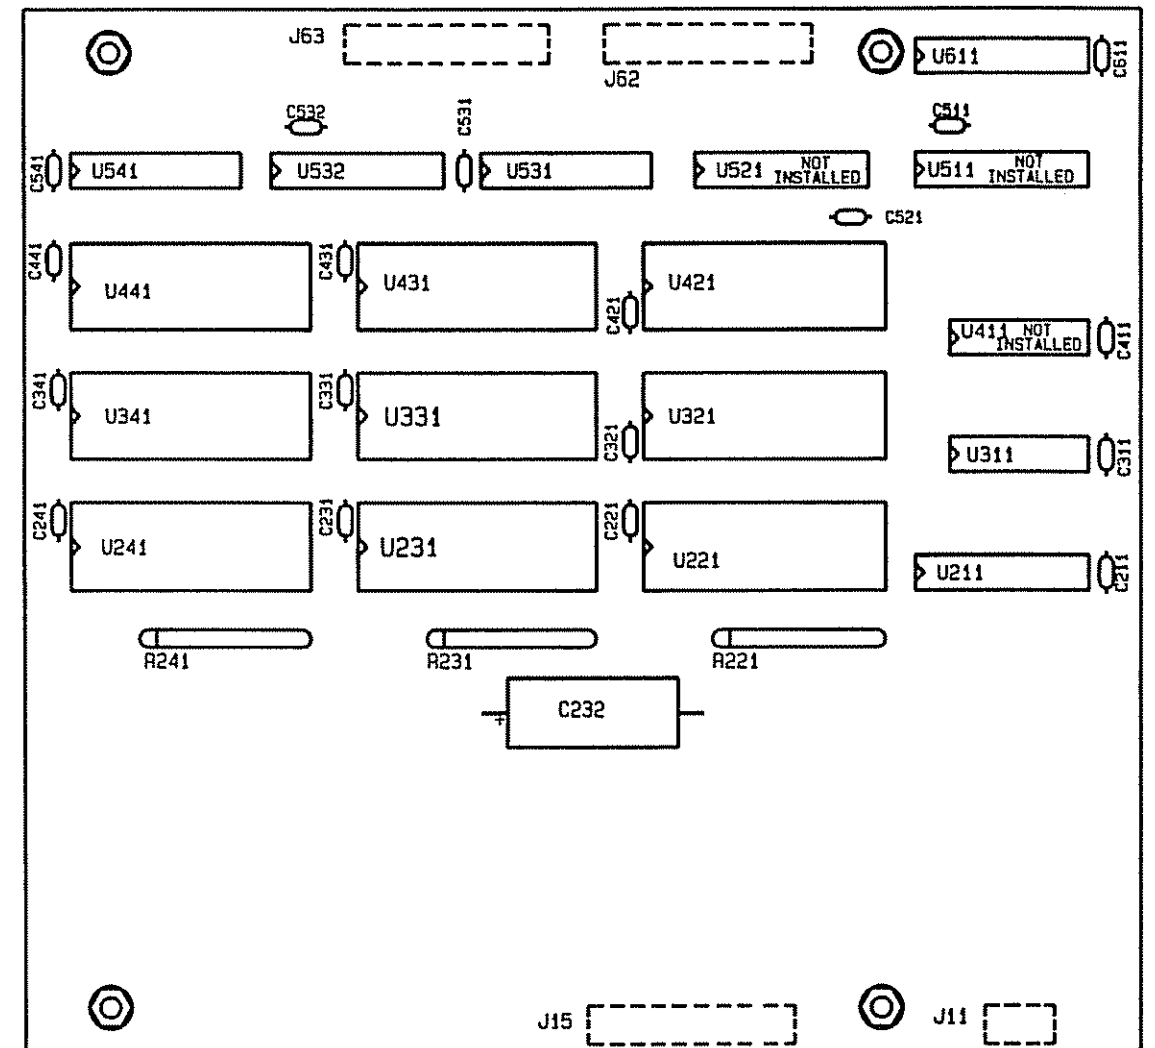 J63
J62
U611
C611
C532
C531
C511
C541
U541
U532
U531
U521 NOT
INSTALLED
U511 NOT
INSTALLED
C521
C441
U441
C431
U431
C421
U421
U411 NOT
INSTALLED
C411
C341
U341
C331
U331
C321
U321
U311
C311
C241
U241
C231
U231
C221
U221
U211
C211
R241
R231
R221
+
C232
J15
J11